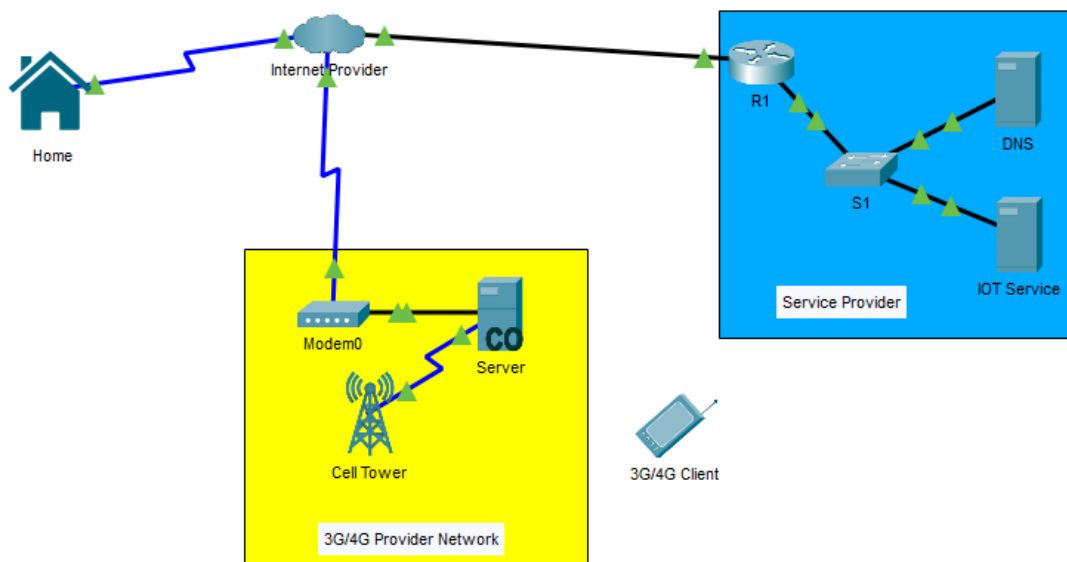 Internet Provider
R1
Home
DNS
S1
IOT Service
Service Provider
Modem0
CO
Server
Cell Tower
3G/4G Client
3G/4G Provider Network